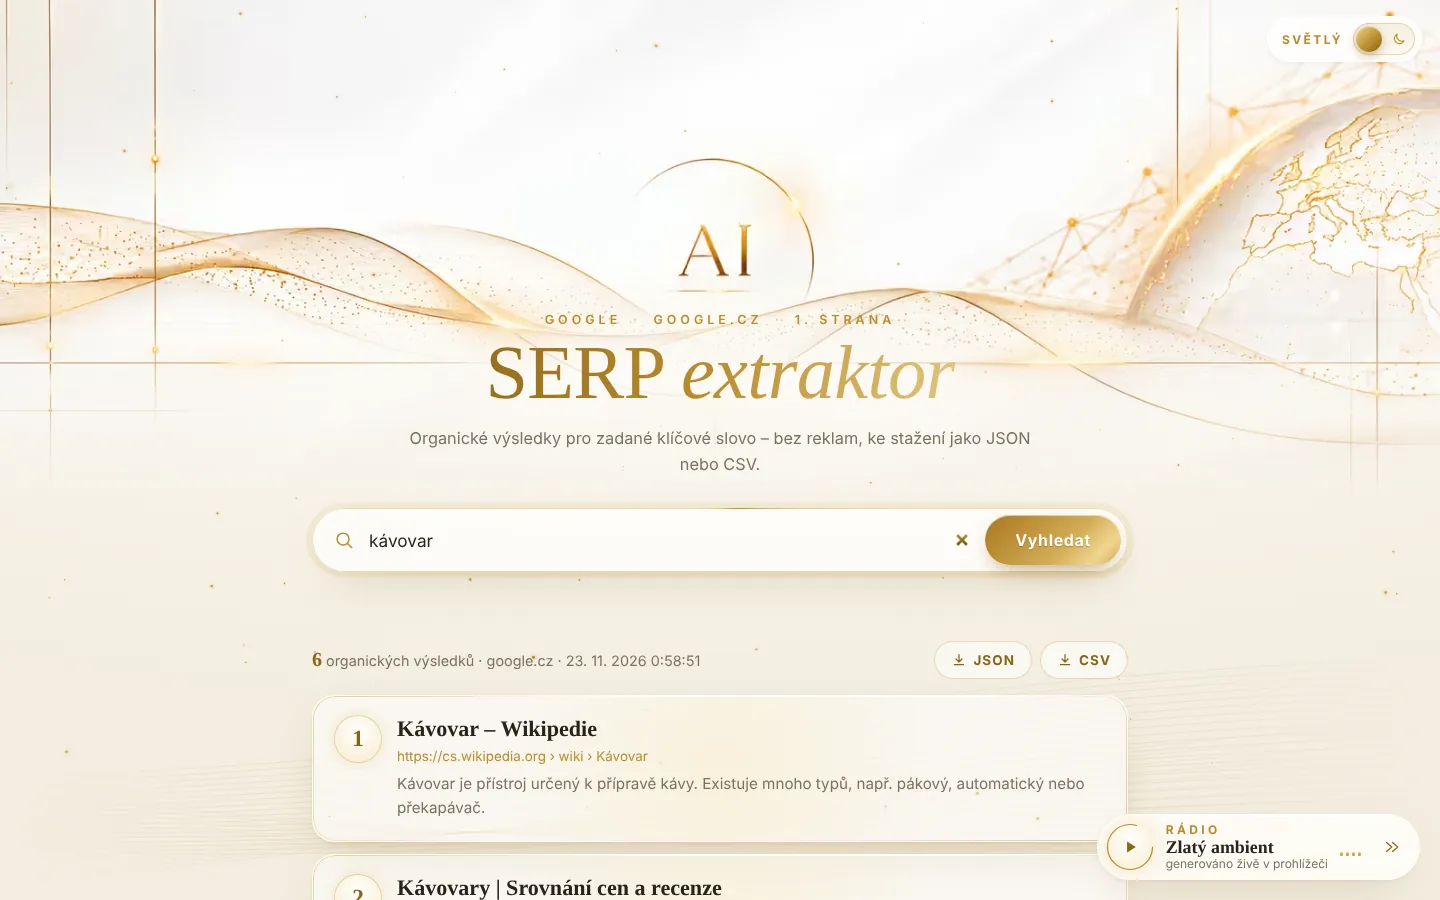 SVĚTLÝ
AI
GOOGLE GOOGLE.CZ 1. STRANA
SERP extraktor
Organické výsledky pro zadané klíčové slovo – bez reklam, ke stažení jako JSON
nebo CSV.
kávovar
Vyhledat
6 organických výsledků · google.cz · 23. 11. 2026 0:58:51
JSON
CSV
1
Kávovar – Wikipedie
https://cs.wikipedia.org › wiki › Kávovar
Kávovar je přístroj určený k přípravě kávy. Existuje mnoho typů, např. pákový, automatický nebo
překapávač.
2
Kávovary | Srovnání cen a recenze
RÁDIO
Zlatý ambient
generováno živě v prohlížeči